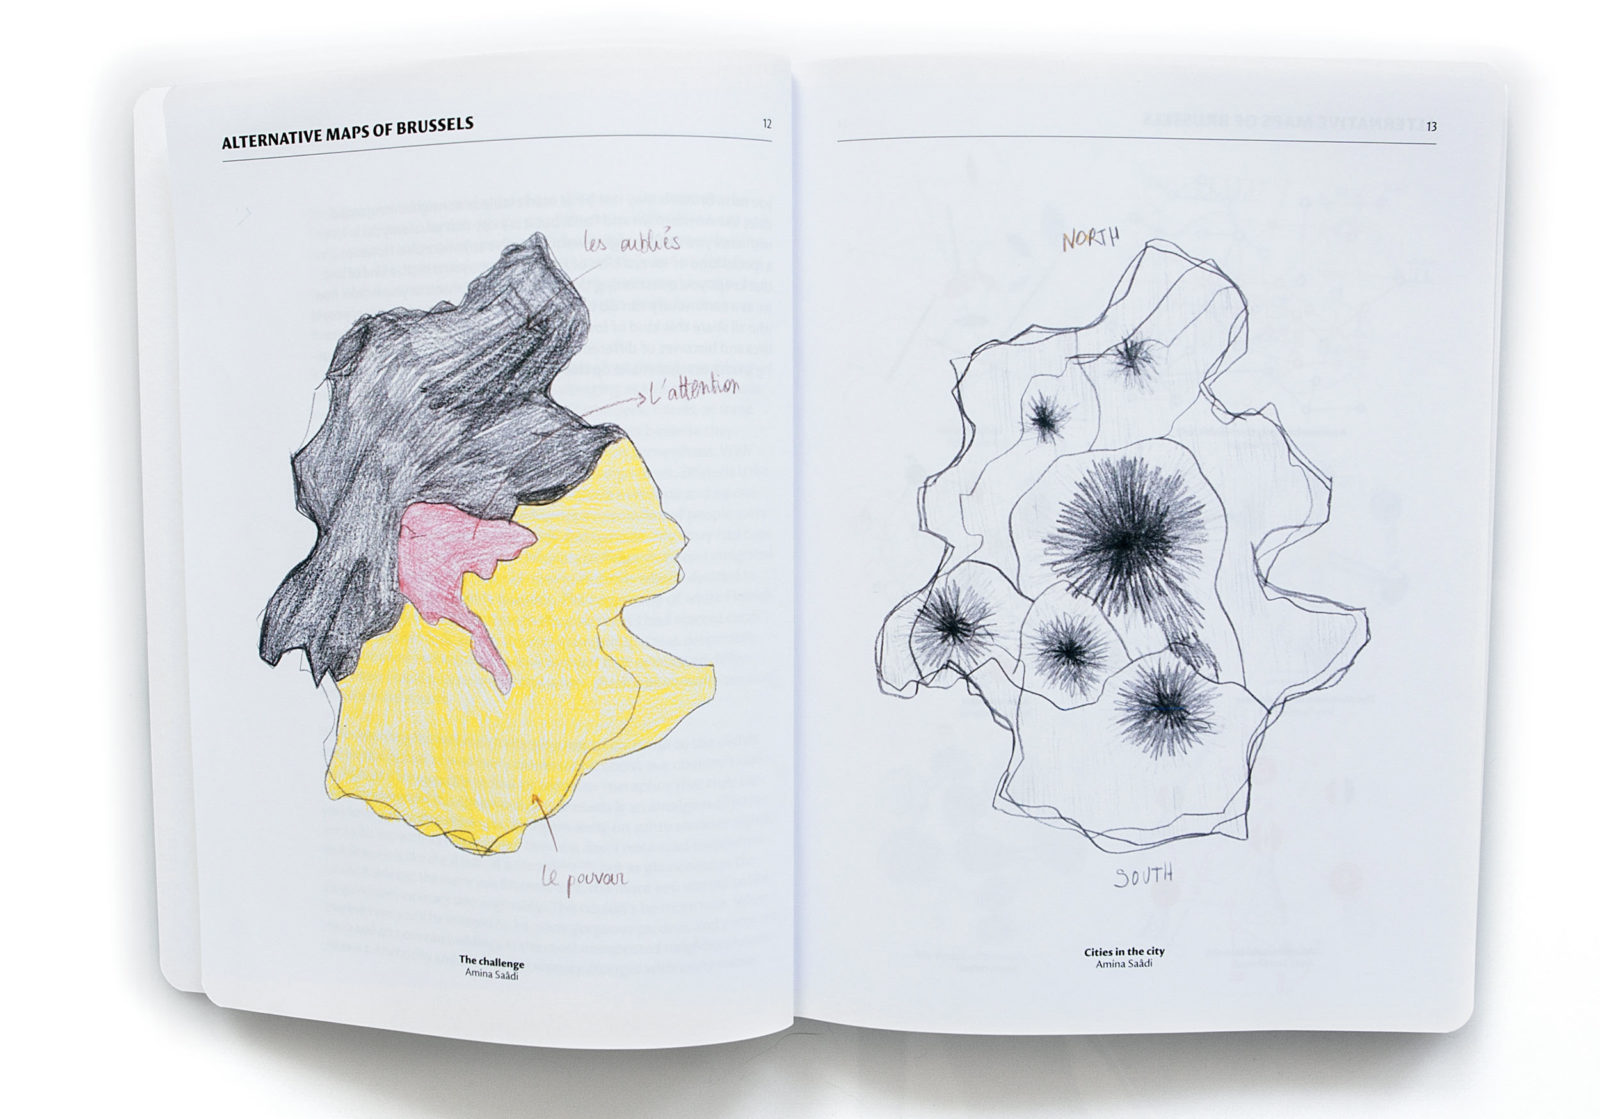 ALTERNATIVE MAPS OF BRUSSELS
12
les oubliés
L'attention
le pouvoir
The challenge
Amina Saâdi
13
NORTH
SOUTH
Cities in the city
Amina Saâdi